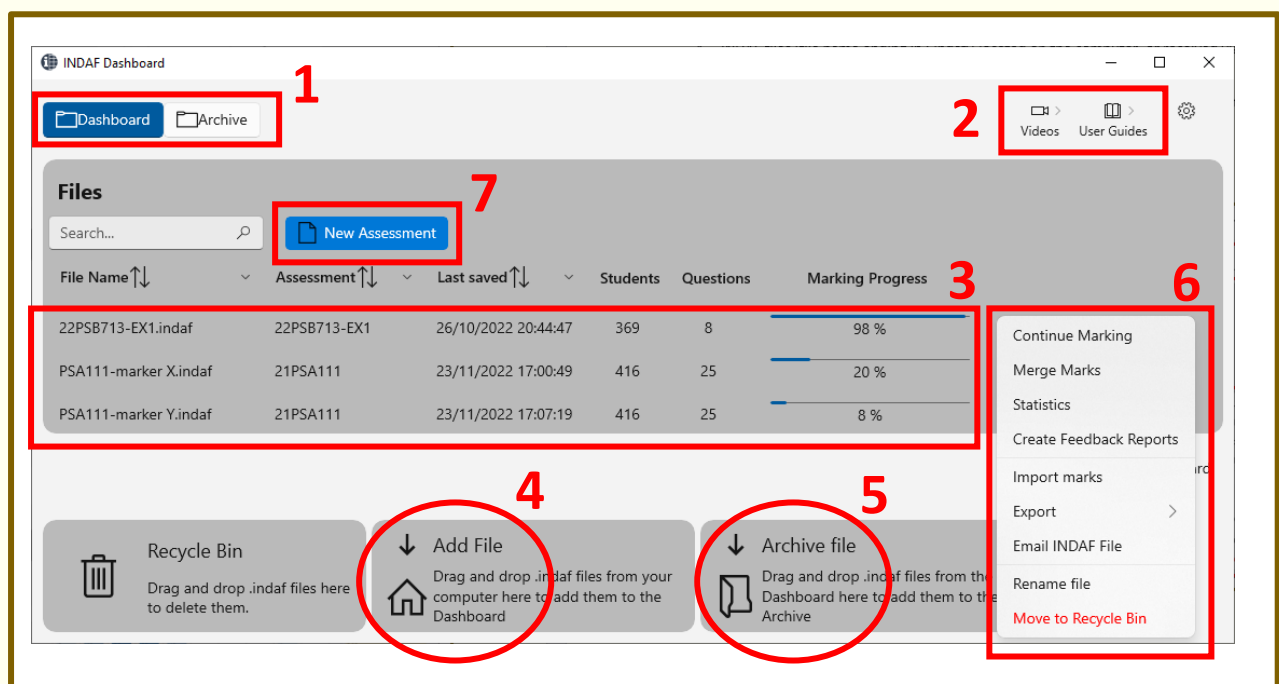 INDAF Dashboard
1
Dashboard Archive
2
Videos User Guides
Files
7
Search...
New Assessment
File Name Assessment Last saved Students Questions Marking Progress
3
6
22PSB713-EX1.indaf 22PSB713-EX1 26/10/2022 20:44:47 369 8 98 %
PSA111-marker X.indaf 21PSA111 23/11/2022 17:00:49 416 25 20 %
PSA111-marker Y.indaf 21PSA111 23/11/2022 17:07:19 416 25 8 %
Continue Marking
Merge Marks
Statistics
Create Feedback Reports
Import marks
Export
Email INDAF File
Rename file
Move to Recycle Bin
4
5
Recycle Bin
Drag and drop .indaf files here
to delete them.
Add File
Drag and drop .indaf files from your
computer here to add them to the
Dashboard
Archive file
Drag and drop .indaf files from the
Dashboard here to add them to the
Archive